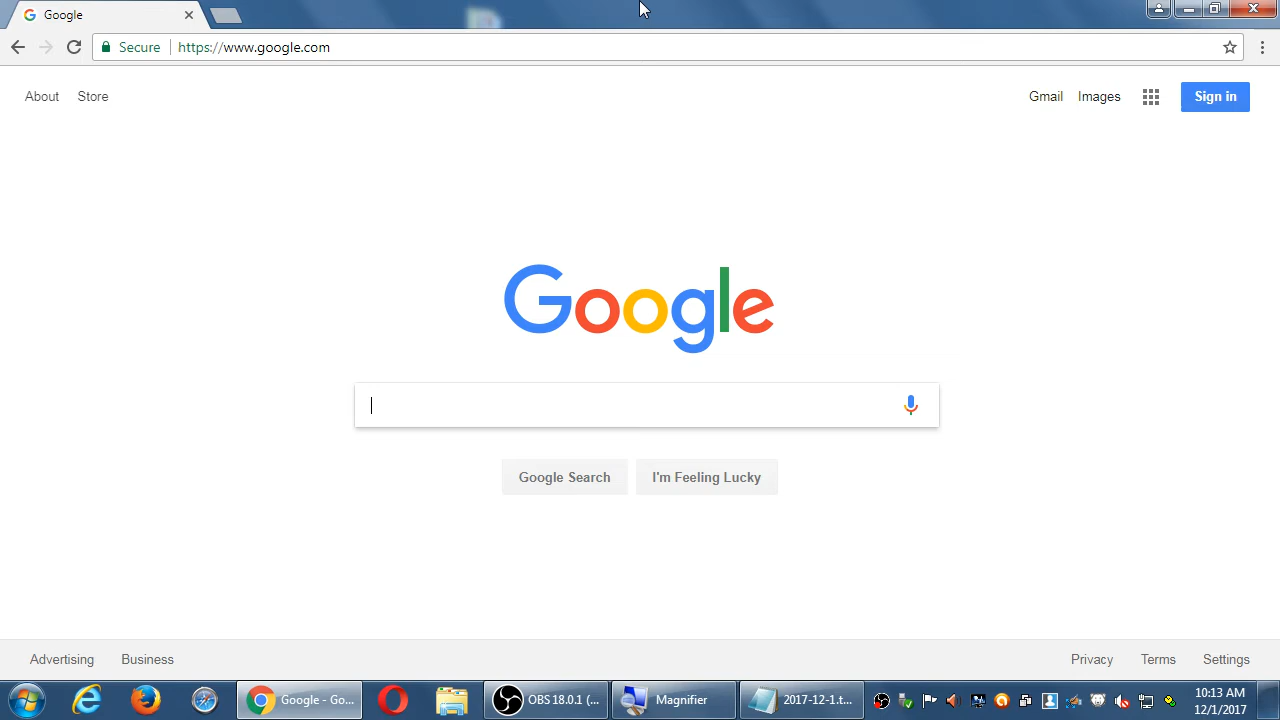 Google
Secure https://www.google.com
About Store Gmail Images Sign in
Google
Google Search I'm Feeling Lucky
Advertising Business Privacy Terms Settings
Google - Go... OBS 18.0.1 (... Magnifier 2017-12-1.t... 10:13 AM
12/1/2017